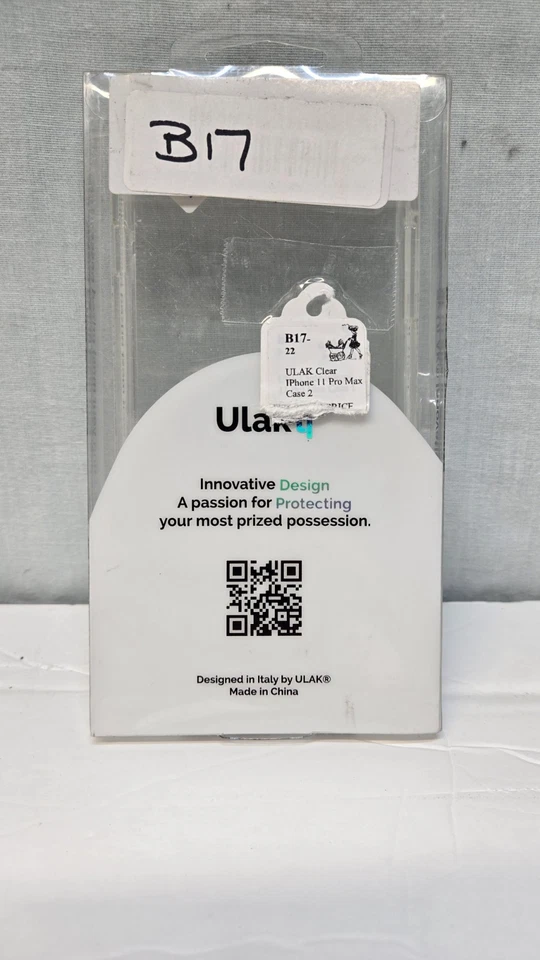 B17
B17-
22
ULAK Clear
IPhone 11 Pro Max
Case 2
PRICE
Ulak
Innovative Design
A passion for Protecting
your most prized possession.
Designed in Italy by ULAK®
Made in China